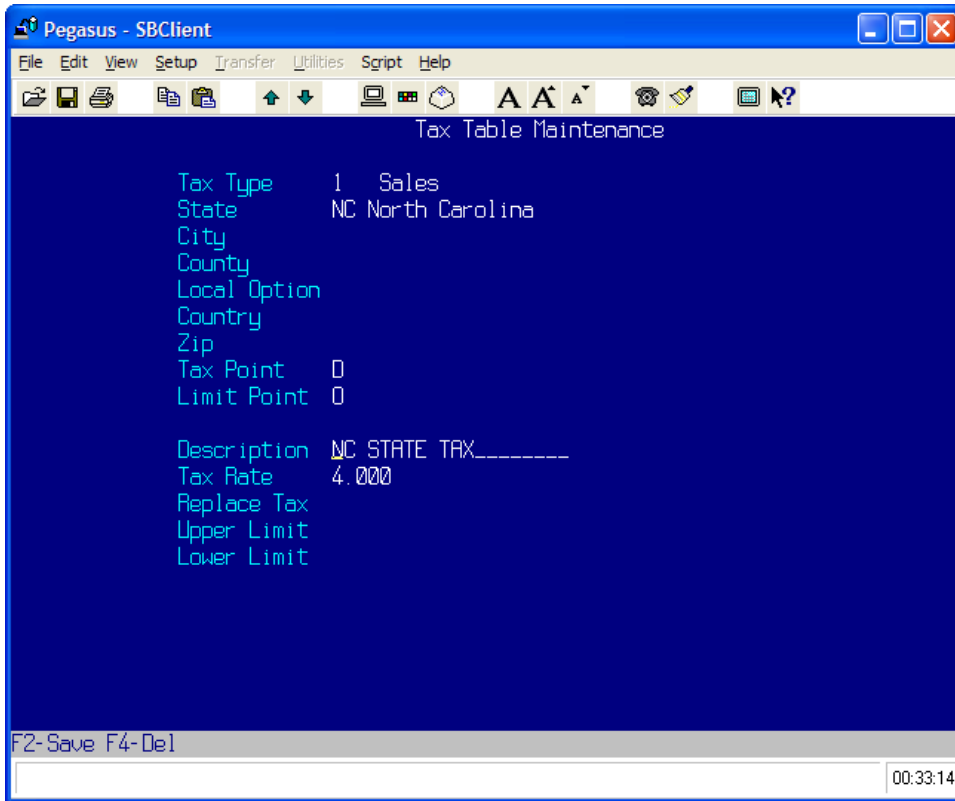 Pegasus - SBClient
File Edit View Setup Transfer Utilities Script Help
A A A ?
Tax Table Maintenance
Tax Type 1 Sales
State NC North Carolina
City
County
Local Option
Country
Zip
Tax Point D
Limit Point O
Description NC STATE TAX________
Tax Rate 4.000
Replace Tax
Upper Limit
Lower Limit
F2-Save F4-Del
00:33:14